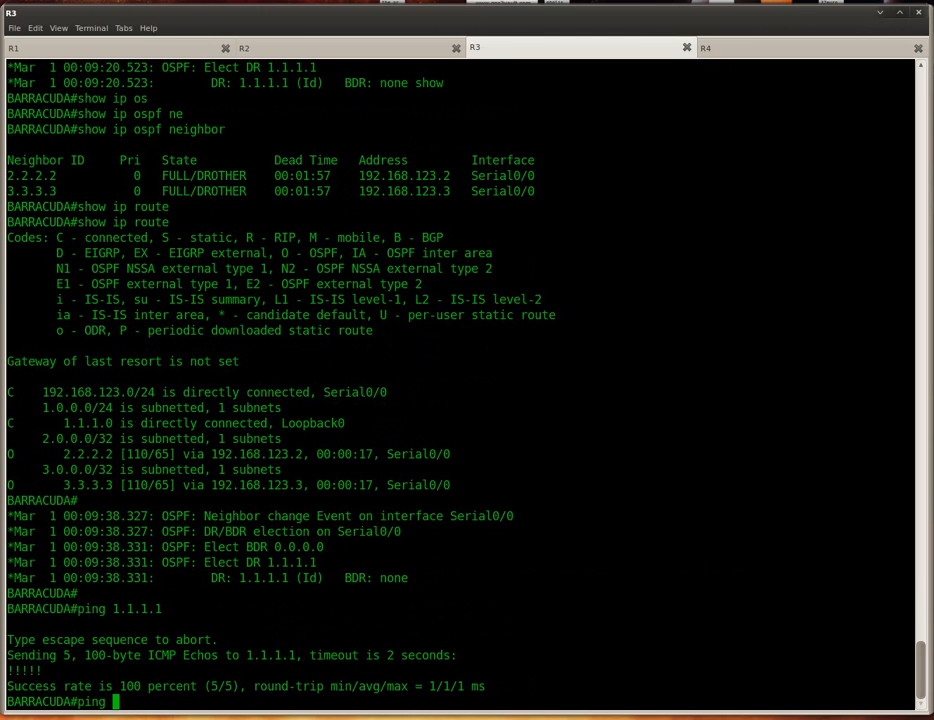 R3
File Edit View Terminal Tabs Help
R1 R2 R3 R4
*Mar  1 00:09:20.523: OSPF: Elect DR 1.1.1.1
*Mar  1 00:09:20.523:        DR: 1.1.1.1 (Id)   BDR: none show
BARRACUDA#show ip os
BARRACUDA#show ip ospf ne
BARRACUDA#show ip ospf neighbor
Neighbor ID     Pri   State           Dead Time   Address         Interface
2.2.2.2           0   FULL/DROTHER    00:01:57    192.168.123.2   Serial0/0
3.3.3.3           0   FULL/DROTHER    00:01:57    192.168.123.3   Serial0/0
BARRACUDA#show ip route
BARRACUDA#show ip route
Codes: C - connected, S - static, R - RIP, M - mobile, B - BGP
       D - EIGRP, EX - EIGRP external, O - OSPF, IA - OSPF inter area
       N1 - OSPF NSSA external type 1, N2 - OSPF NSSA external type 2
       E1 - OSPF external type 1, E2 - OSPF external type 2
       i - IS-IS, su - IS-IS summary, L1 - IS-IS level-1, L2 - IS-IS level-2
       ia - IS-IS inter area, * - candidate default, U - per-user static route
       o - ODR, P - periodic downloaded static route
Gateway of last resort is not set
C    192.168.123.0/24 is directly connected, Serial0/0
     1.0.0.0/24 is subnetted, 1 subnets
C       1.1.1.0 is directly connected, Loopback0
     2.0.0.0/32 is subnetted, 1 subnets
O       2.2.2.2 [110/65] via 192.168.123.2, 00:00:17, Serial0/0
     3.0.0.0/32 is subnetted, 1 subnets
O       3.3.3.3 [110/65] via 192.168.123.3, 00:00:17, Serial0/0
BARRACUDA#
*Mar  1 00:09:38.327: OSPF: Neighbor change Event on interface Serial0/0
*Mar  1 00:09:38.327: OSPF: DR/BDR election on Serial0/0
*Mar  1 00:09:38.331: OSPF: Elect BDR 0.0.0.0
*Mar  1 00:09:38.331: OSPF: Elect DR 1.1.1.1
*Mar  1 00:09:38.331:        DR: 1.1.1.1 (Id)   BDR: none
BARRACUDA#
BARRACUDA#ping 1.1.1.1
Type escape sequence to abort.
Sending 5, 100-byte ICMP Echos to 1.1.1.1, timeout is 2 seconds:
!!!!!
Success rate is 100 percent (5/5), round-trip min/avg/max = 1/1/1 ms
BARRACUDA#ping